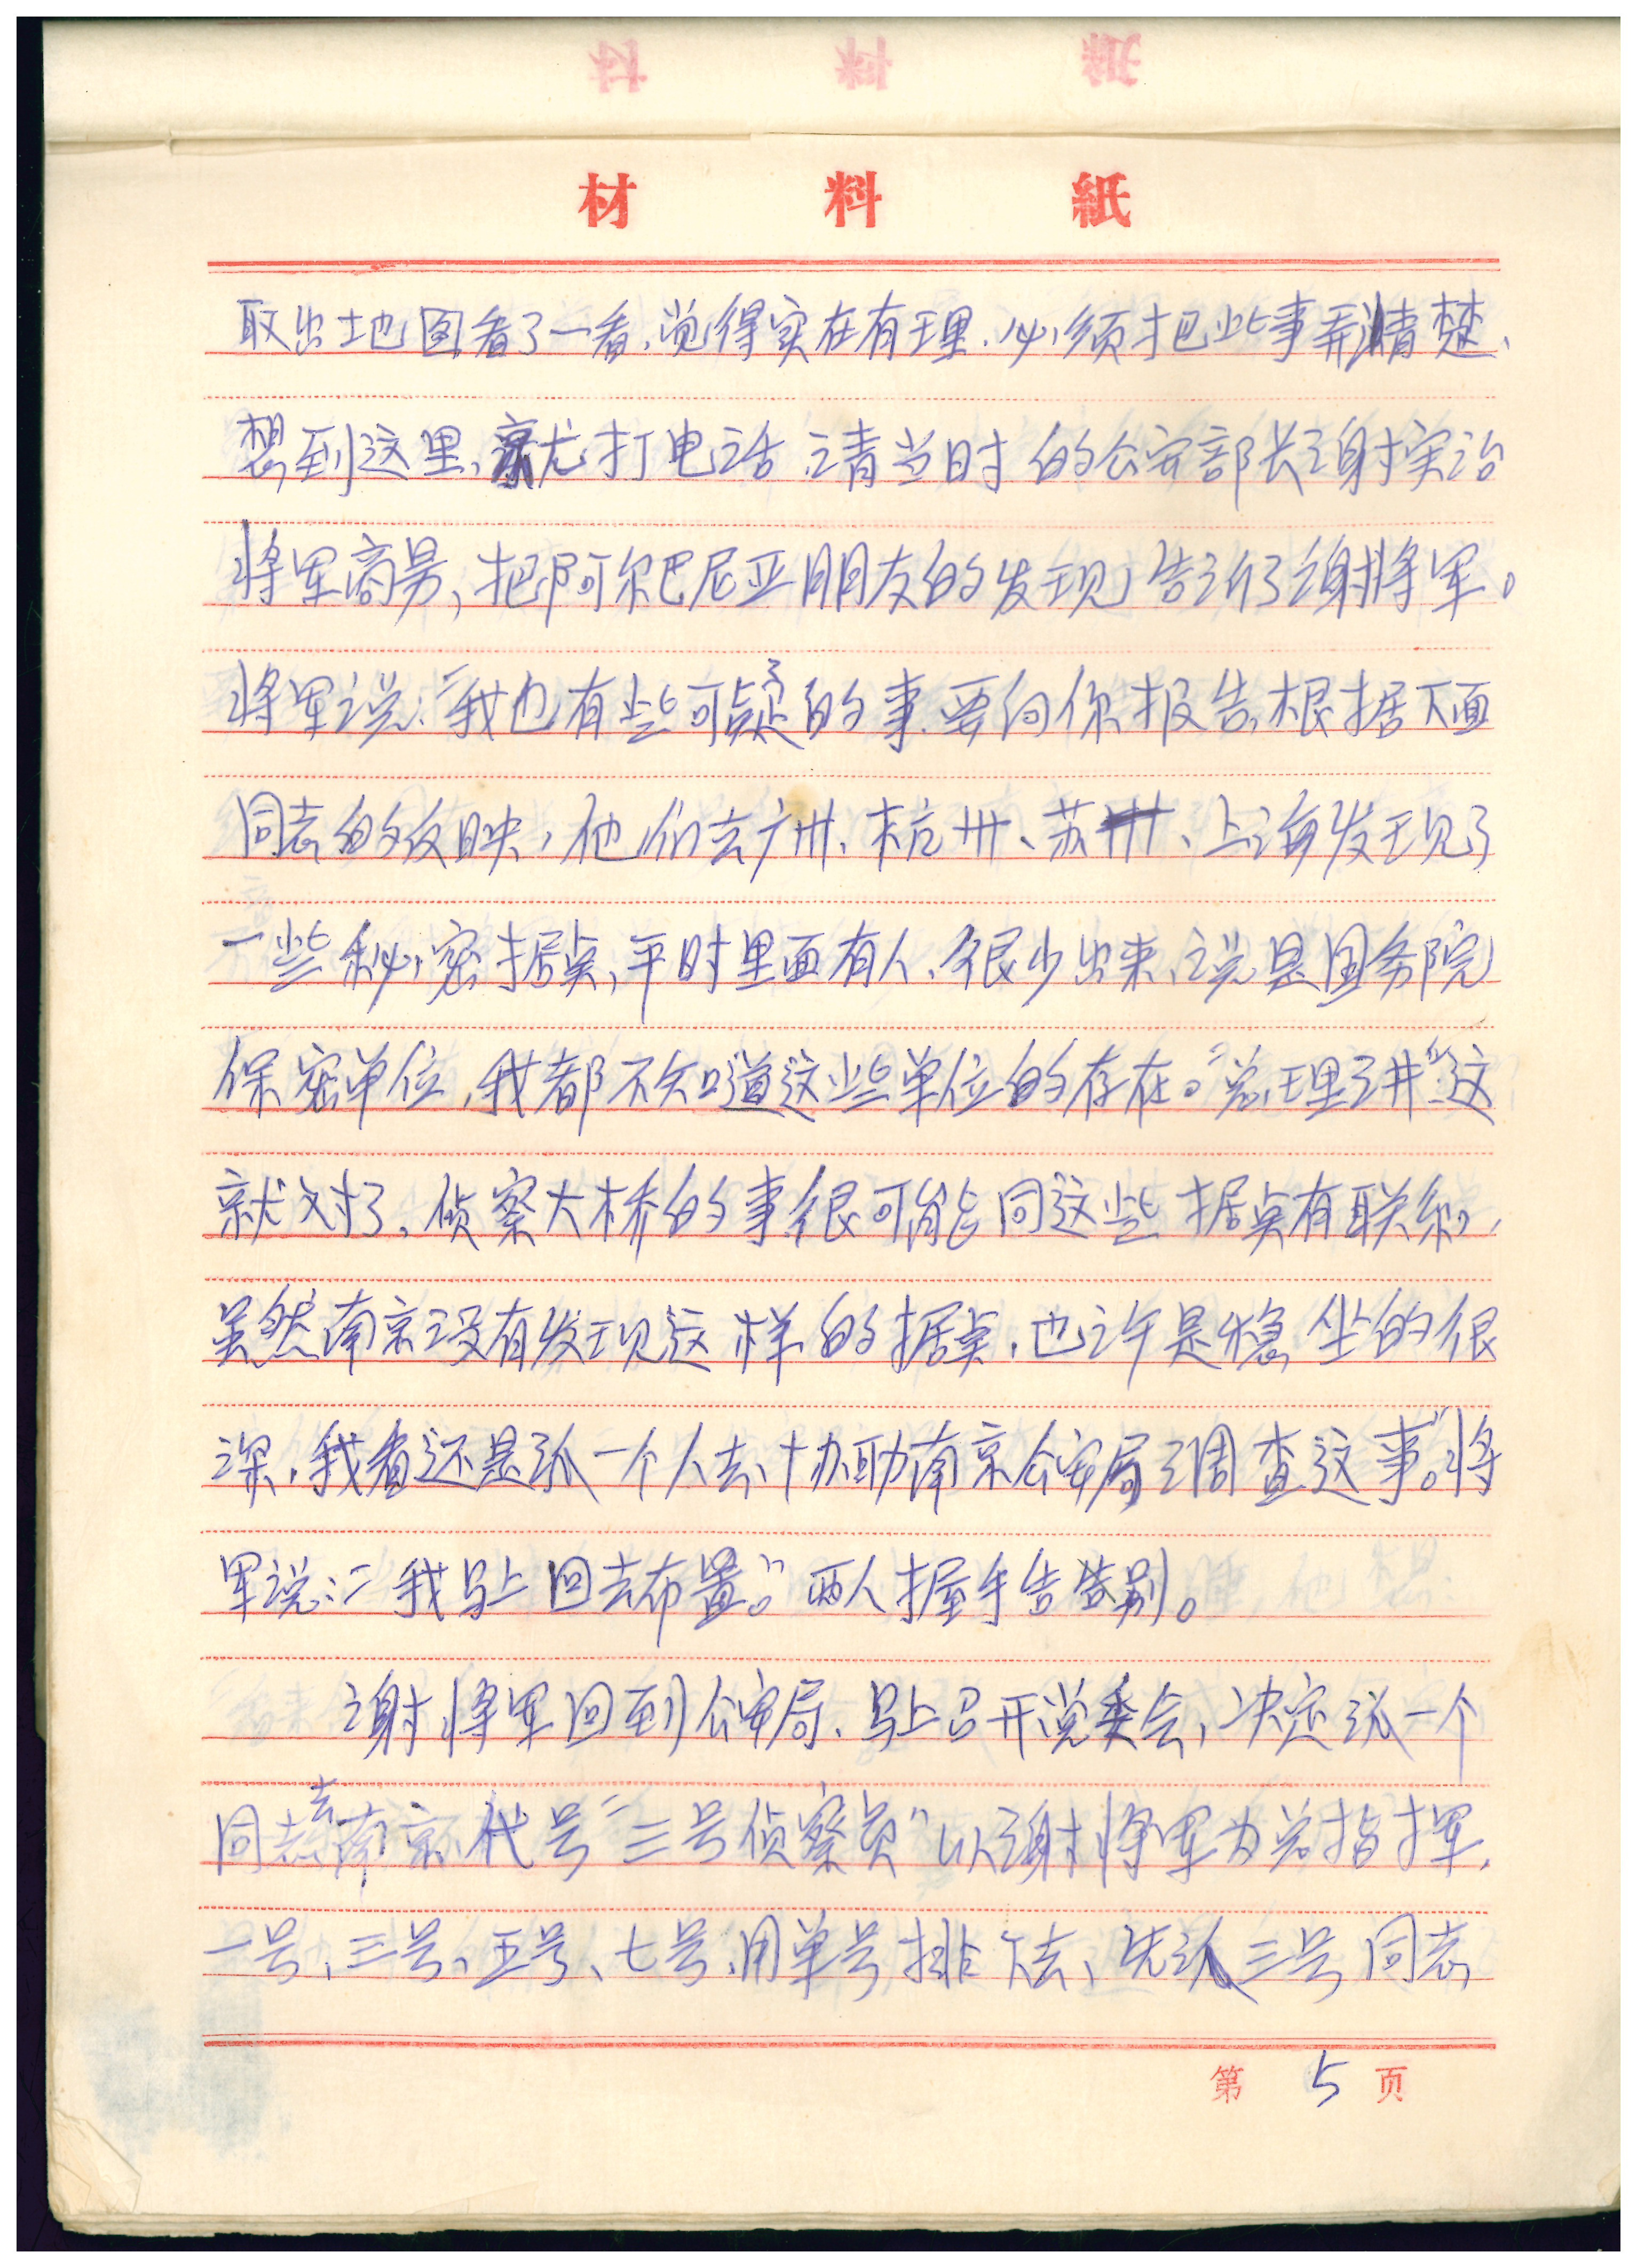 材料紙
取出地图看了一看,觉得实在有理.必须把此事弄清楚、
想到这里、就打电话请当时的公安部长谢实治
将军商易,把阿尔巴尼亚朋友的发现告诉了谢将军。
将军说:“我也有些可疑的事要向你报告,根据下面
同志的反映,他们去广州、杭州、苏州、上海发现了
一些秘密据点,平时里面有人、很少出来、说是国务院
保密单位,我都不知道这些单位的存在。”总理讲“这
就对了、侦察大桥的事很可能同这些据点有联系,
虽然南京没有发现这样的据点,也许是稳坐的很
深,我看还是派一个人去协助南京公安局调查这事。”将
军说:“我马上回去布置。”两人握手告告别。
谢将军回到公安局、马上召开党委会,决定派一个
同志去南京代号“三号侦察员”以谢将军为总指挥,
一号、三号、五号、七号、用单号排下去、先派三号同志
第5页